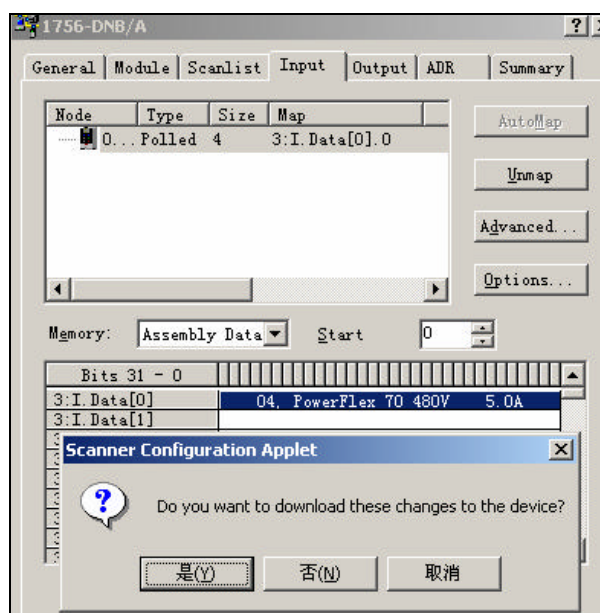 1756-DNB/A
General Module Scanlist Input Output ADR Summary
Node Type Size Map
0... Polled 4 3:I.Data[0].0
AutoMap
Unmap
Advanced...
Options...
Memory: Assembly Data Start 0
Bits 31 - 0
3:I.Data[0] 04, PowerFlex 70 480V 5.0A
3:I.Data[1]
Scanner Configuration Applet
Do you want to download these changes to the device?
是(Y) 否(N) 取消